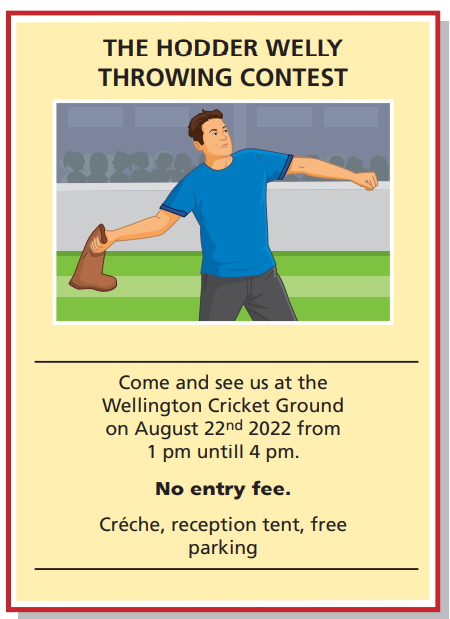 THE HODDER WELLY
THROWING CONTEST
Come and see us at the
Wellington Cricket Ground
on August 22nd 2022 from
1 pm untill 4 pm.
No entry fee.
Créche, reception tent, free
parking